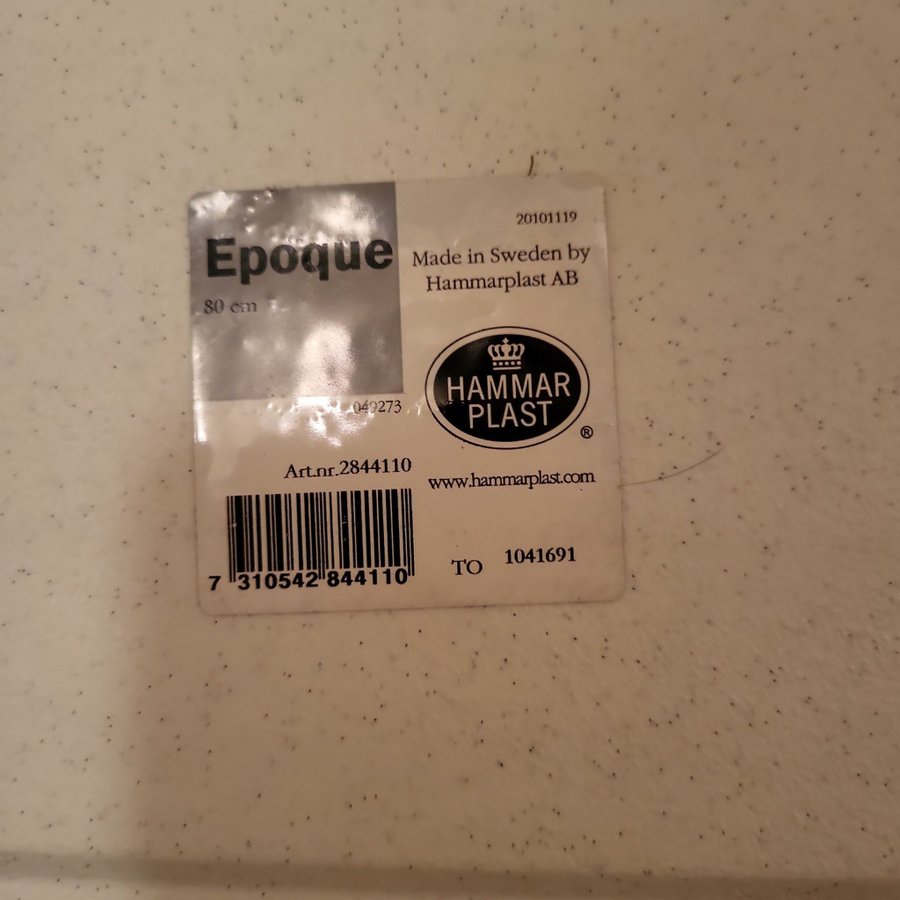 Epoque
80 cm
049273
Art.nr.2844110
7 310542 844110
20101119
Made in Sweden by
Hammarplast AB
HAMMAR
PLAST
®
www.hammarplast.com
TO 1041691